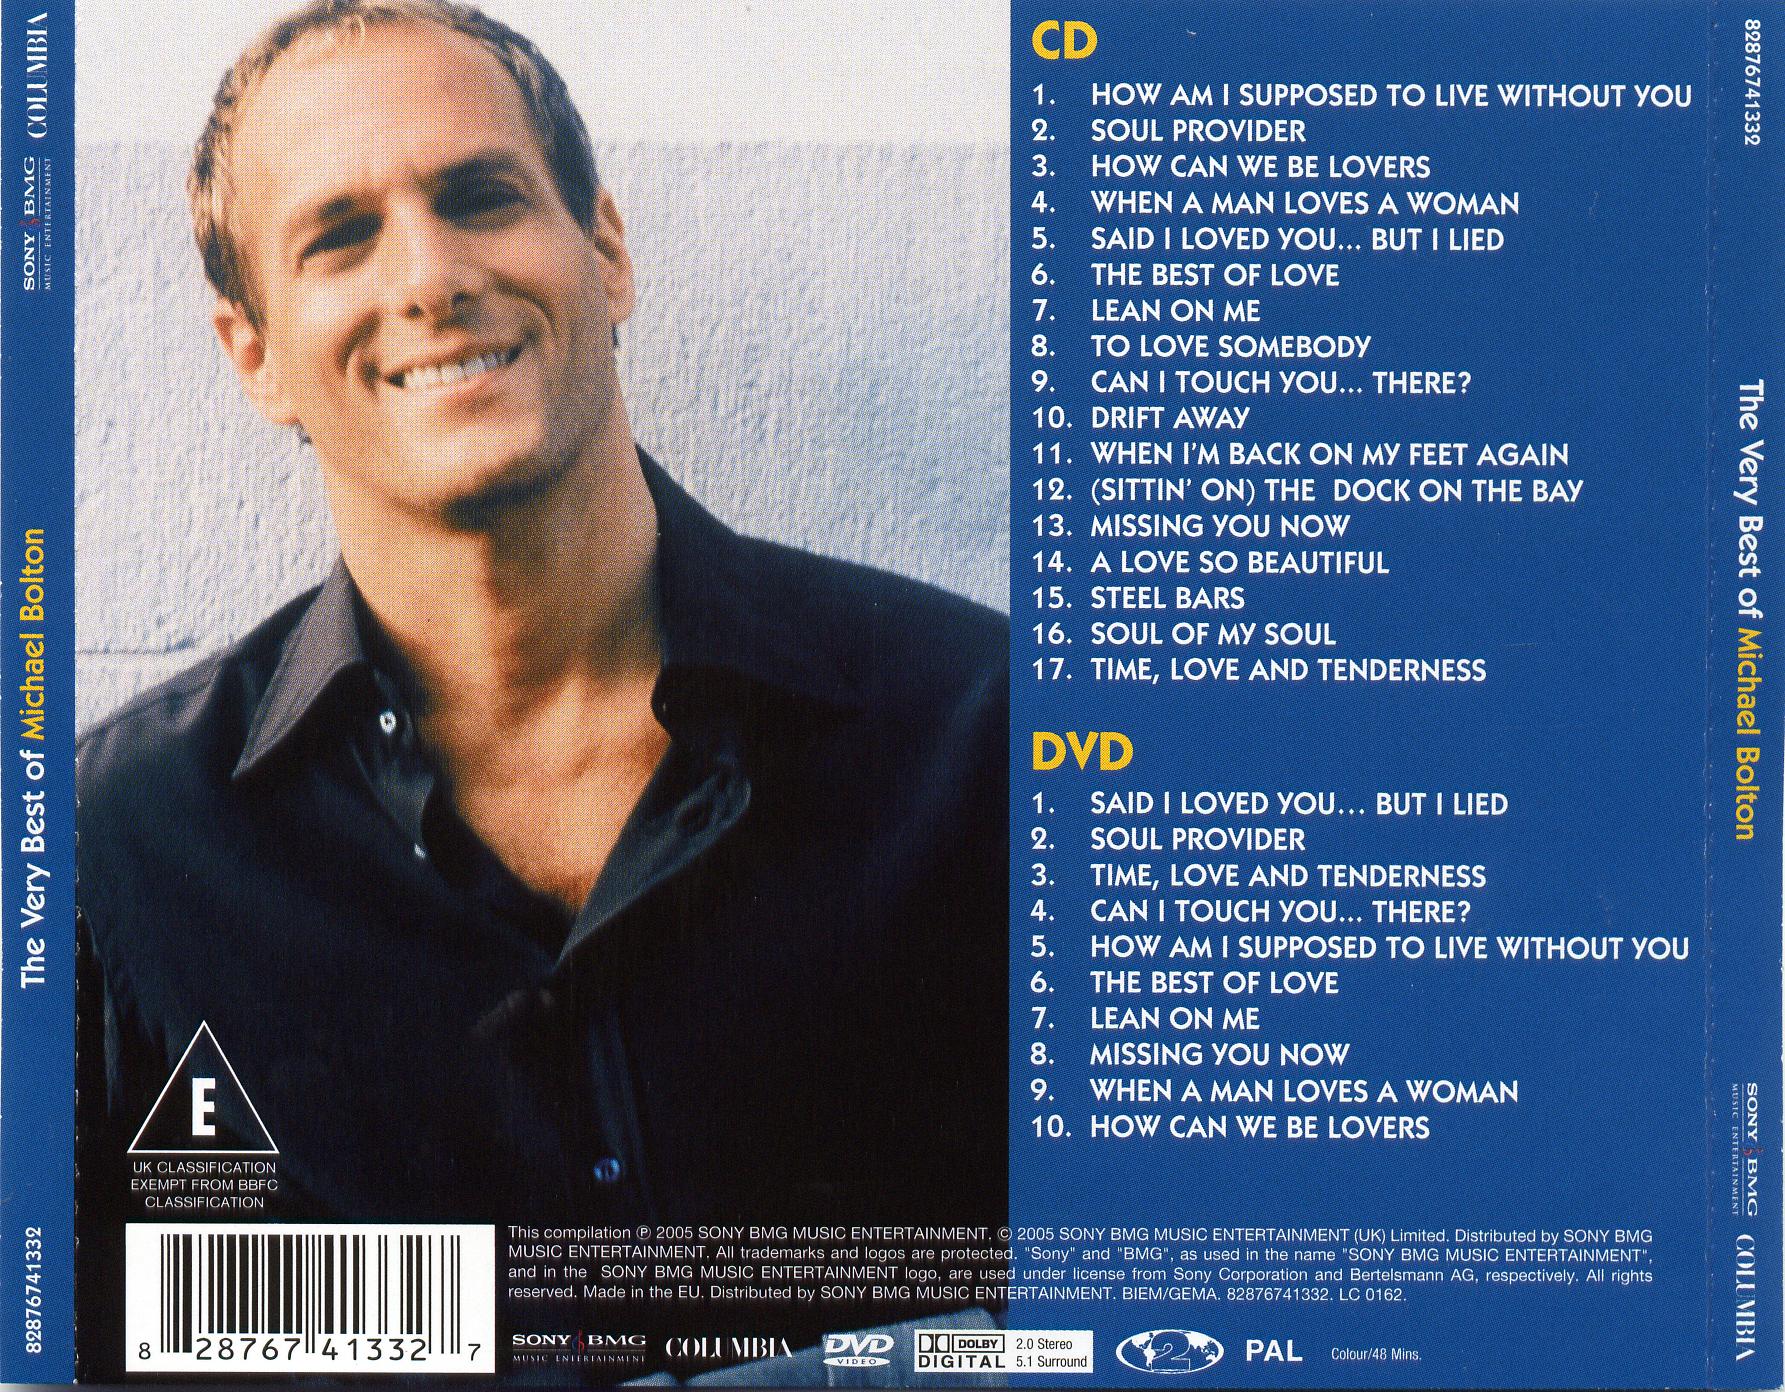 COLUMBIA
SONY BMG
MUSIC ENTERTAINMENT
The Very Best of Michael Bolton
82876741332
CD
1. HOW AM I SUPPOSED TO LIVE WITHOUT YOU
2. SOUL PROVIDER
3. HOW CAN WE BE LOVERS
4. WHEN A MAN LOVES A WOMAN
5. SAID I LOVED YOU... BUT I LIED
6. THE BEST OF LOVE
7. LEAN ON ME
8. TO LOVE SOMEBODY
9. CAN I TOUCH YOU... THERE?
10. DRIFT AWAY
11. WHEN I'M BACK ON MY FEET AGAIN
12. (SITTIN' ON) THE DOCK ON THE BAY
13. MISSING YOU NOW
14. A LOVE SO BEAUTIFUL
15. STEEL BARS
16. SOUL OF MY SOUL
17. TIME, LOVE AND TENDERNESS
DVD
1. SAID I LOVED YOU... BUT I LIED
2. SOUL PROVIDER
3. TIME, LOVE AND TENDERNESS
4. CAN I TOUCH YOU... THERE?
5. HOW AM I SUPPOSED TO LIVE WITHOUT YOU
6. THE BEST OF LOVE
7. LEAN ON ME
8. MISSING YOU NOW
9. WHEN A MAN LOVES A WOMAN
10. HOW CAN WE BE LOVERS
E
UK CLASSIFICATION
EXEMPT FROM BBFC
CLASSIFICATION
8 28767 41332 7
This compilation ℗ 2005 SONY BMG MUSIC ENTERTAINMENT. © 2005 SONY BMG MUSIC ENTERTAINMENT (UK) Limited. Distributed by SONY BMG
MUSIC ENTERTAINMENT. All trademarks and logos are protected. "Sony" and "BMG", as used in the name "SONY BMG MUSIC ENTERTAINMENT",
and in the SONY BMG MUSIC ENTERTAINMENT logo, are used under license from Sony Corporation and Bertelsmann AG, respectively. All rights
reserved. Made in the EU. Distributed by SONY BMG MUSIC ENTERTAINMENT. BIEM/GEMA. 82876741332. LC 0162.
SONY BMG
MUSIC ENTERTAINMENT
COLUMBIA
DVD
VIDEO
DOLBY
DIGITAL
2.0 Stereo
5.1 Surround
2
PAL
Colour/48 Mins.
82876741332
The Very Best of Michael Bolton
SONY BMG
MUSIC ENTERTAINMENT
COLUMBIA